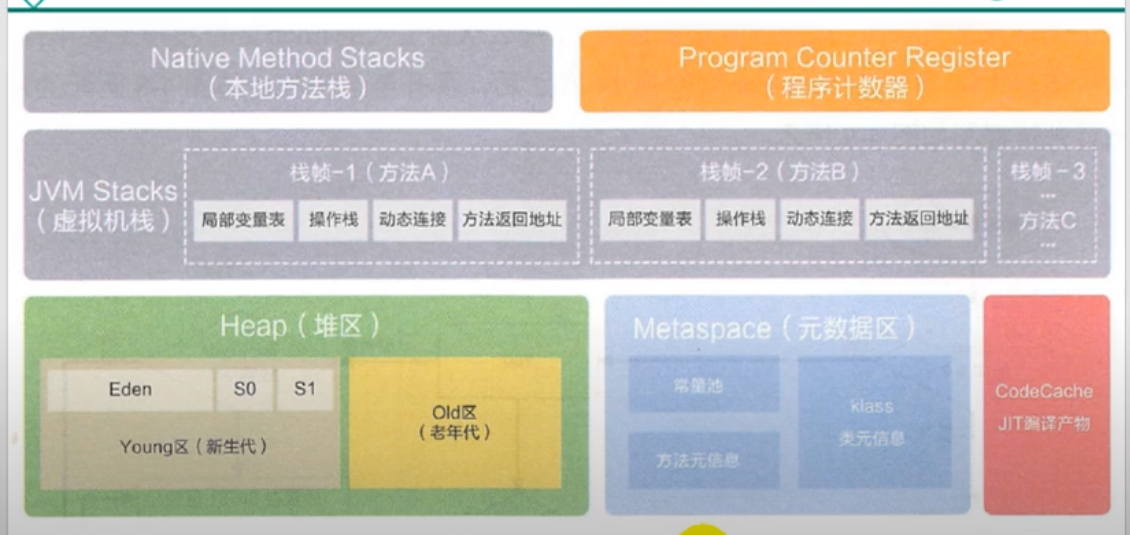 Native Method Stacks
（本地方法栈）
Program Counter Register
（程序计数器）
JVM Stacks
（虚拟机栈）
栈帧-1（方法A）
局部变量表 操作栈 动态连接 方法返回地址
栈帧-2（方法B）
局部变量表 操作栈 动态连接 方法返回地址
栈帧-3
...
方法C
...
Heap（堆区）
Eden S0 S1
Young区（新生代）
Old区
（老年代）
Metaspace（元数据区）
常量池
方法元信息
klass
类元信息
CodeCache
JIT编译产物